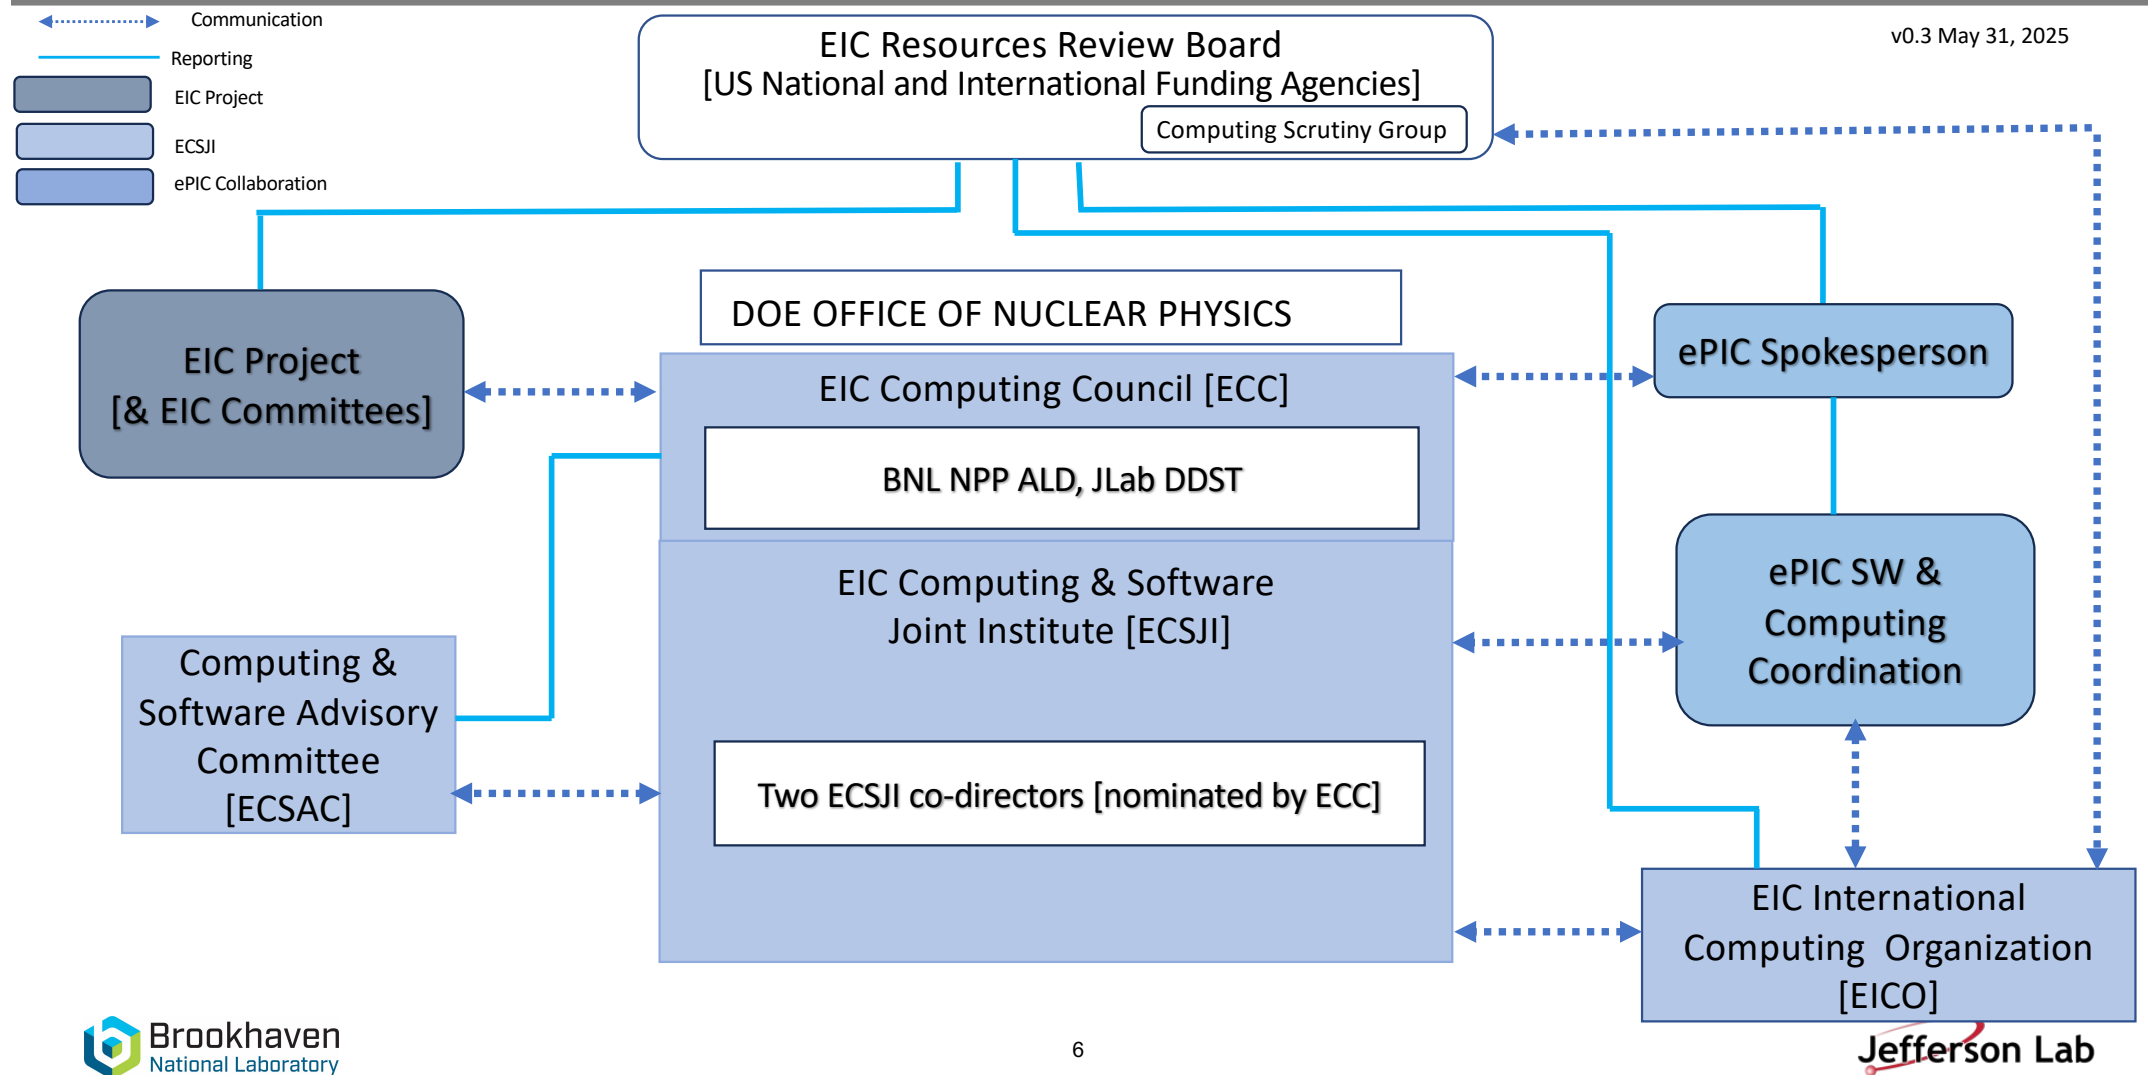 Communication
Reporting
EIC Project
ECSJI
ePIC Collaboration
EIC Resources Review Board
[US National and International Funding Agencies]
Computing Scrutiny Group
v0.3 May 31, 2025
EIC Project
[& EIC Committees]
DOE OFFICE OF NUCLEAR PHYSICS
EIC Computing Council [ECC]
BNL NPP ALD, JLab DDST
ePIC Spokesperson
EIC Computing & Software
Joint Institute [ECSJI]
Two ECSJI co-directors [nominated by ECC]
ePIC SW &
Computing
Coordination
Computing &
Software Advisory
Committee
[ECSAC]
EIC International
Computing Organization
[EICO]
Brookhaven
National Laboratory
6
Jefferson Lab